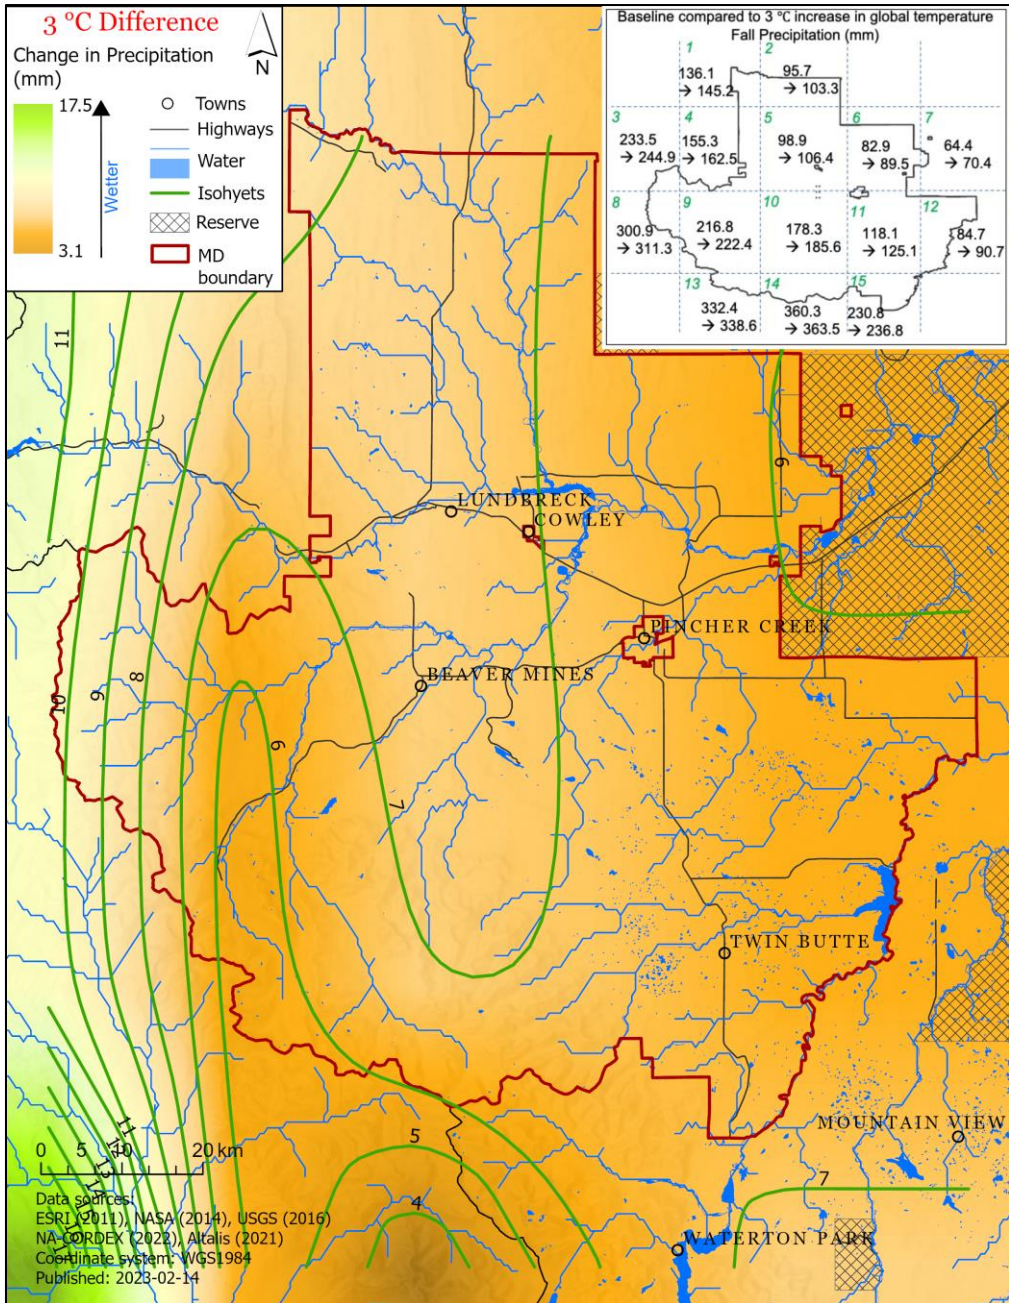 3 °C Difference
Change in Precipitation
(mm)
17.5
Wetter
3.1
N
Towns
Highways
Water
Isohyets
Reserve
MD
boundary
Baseline compared to 3 ℃ increase in global temperature
Fall Precipitation (mm)
1
136.1
→ 145.2
2
95.7
→ 103.3
3
233.5
→ 244.9
4
155.3
→ 162.5
5
98.9
→ 106.4
6
82.9
→ 89.5
7
64.4
→ 70.4
8
300.9
→ 311.3
9
216.8
→ 222.4
10
178.3
→ 185.6
11
118.1
→ 125.1
12
84.7
→ 90.7
13
332.4
→ 338.6
14
360.3
→ 363.5
15
230.8
→ 236.8
11
6
LUNDBRECK
COWLEY
PINCHER CREEK
BEAVER MINES
10
9
8
6
7
TWIN BUTTE
MOUNTAIN VIEW
7
WATERTON PARK
5
4
11
12
13
14
15
16
0 5 10 20 km
Data sources:
ESRI (2011), NASA (2014), USGS (2016)
NA-CORDEX (2022), Altalis (2021)
Coordinate system: WGS1984
Published: 2023-02-14